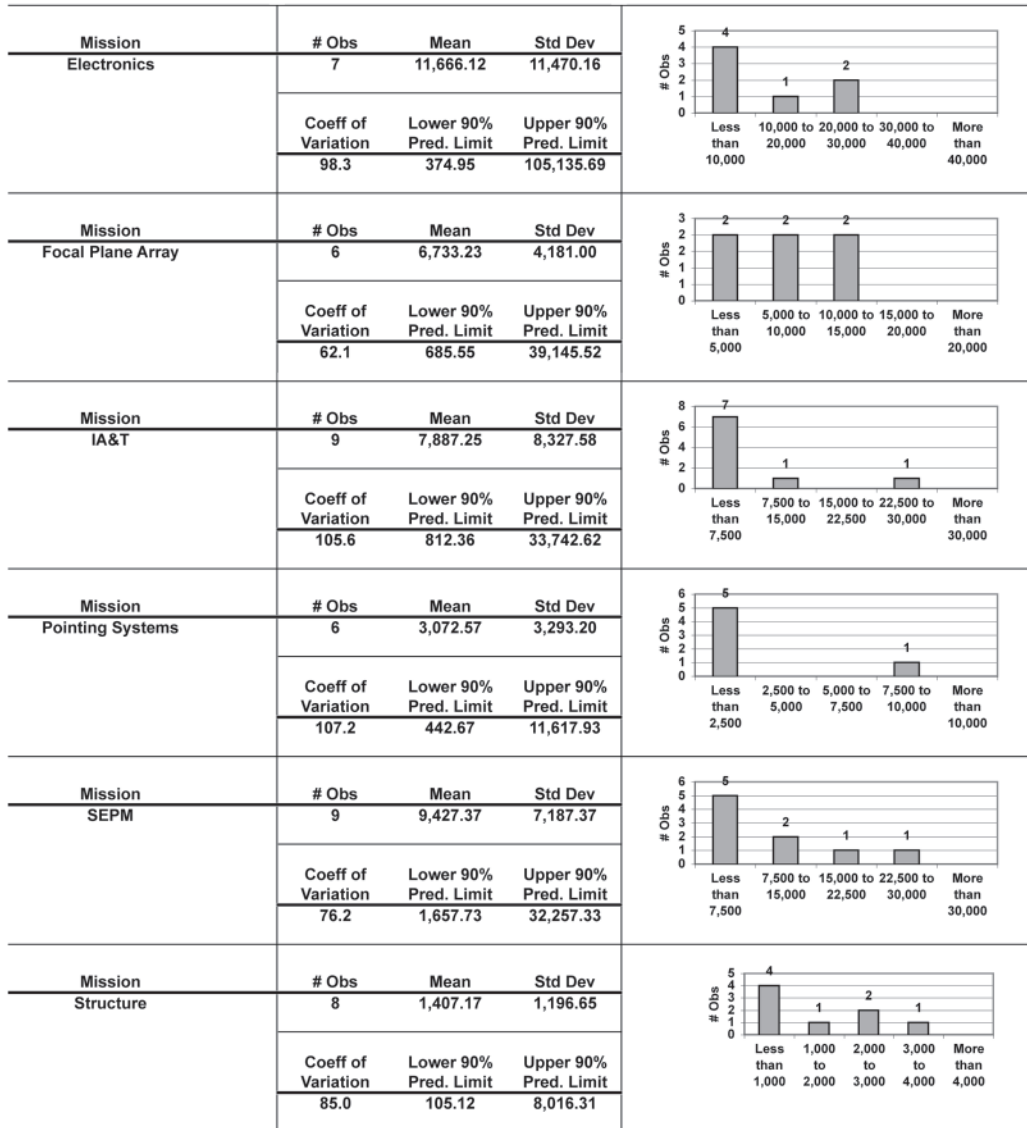 Mission # Obs Mean Std Dev
Electronics 7 11,666.12 11,470.16
Coeff of Lower 90% Upper 90%
Variation Pred. Limit Pred. Limit
98.3 374.95 105,135.69
# Obs
5
4
3
2
1
0
4 1 2
Less 10,000 to 20,000 to 30,000 to More
than 20,000 30,000 40,000 than
10,000 40,000
Mission # Obs Mean Std Dev
Focal Plane Array 6 6,733.23 4,181.00
Coeff of Lower 90% Upper 90%
Variation Pred. Limit Pred. Limit
62.1 685.55 39,145.52
# Obs
3
2
2
1
1
0
2 2 2
Less 5,000 to 10,000 to 15,000 to More
than 10,000 15,000 20,000 than
5,000 20,000
Mission # Obs Mean Std Dev
IA&T 9 7,887.25 8,327.58
Coeff of Lower 90% Upper 90%
Variation Pred. Limit Pred. Limit
105.6 812.36 33,742.62
# Obs
8
6
4
2
0
7 1 1
Less 7,500 to 15,000 to 22,500 to More
than 15,000 22,500 30,000 than
7,500 30,000
Mission # Obs Mean Std Dev
Pointing Systems 6 3,072.57 3,293.20
Coeff of Lower 90% Upper 90%
Variation Pred. Limit Pred. Limit
107.2 442.67 11,617.93
# Obs
6
5
4
3
2
1
0
5 1
Less 2,500 to 5,000 to 7,500 to More
than 5,000 7,500 10,000 than
2,500 10,000
Mission # Obs Mean Std Dev
SEPM 9 9,427.37 7,187.37
Coeff of Lower 90% Upper 90%
Variation Pred. Limit Pred. Limit
76.2 1,657.73 32,257.33
# Obs
6
5
4
3
2
1
0
5 2 1 1
Less 7,500 to 15,000 to 22,500 to More
than 15,000 22,500 30,000 than
7,500 30,000
Mission # Obs Mean Std Dev
Structure 8 1,407.17 1,196.65
Coeff of Lower 90% Upper 90%
Variation Pred. Limit Pred. Limit
85.0 105.12 8,016.31
# Obs
5
4
3
2
1
0
4 1 2 1
Less 1,000 2,000 3,000 More
than to to to than
1,000 2,000 3,000 4,000 4,000